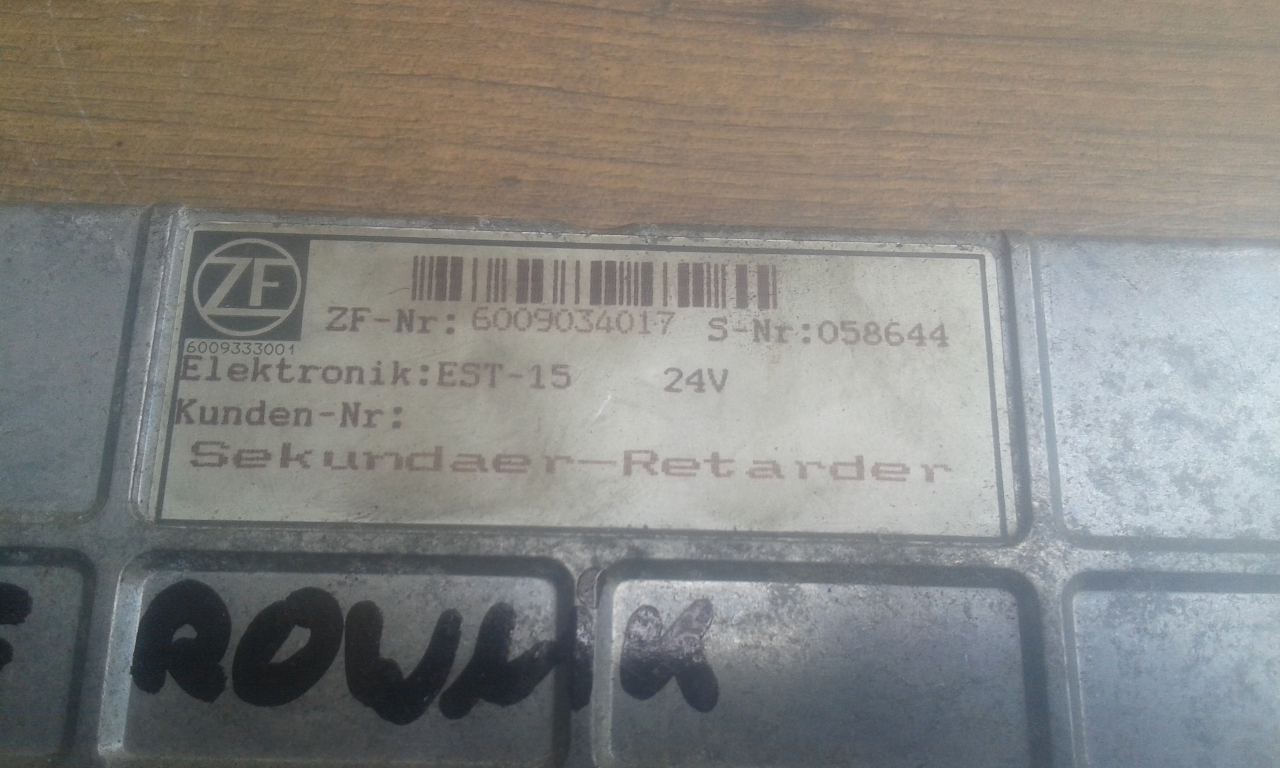 ZF
ZF-Nr: 6009034017 S-Nr:058644
6009333001
Elektronik:EST-15 24V
Kunden-Nr:
Sekundaer-Retarder